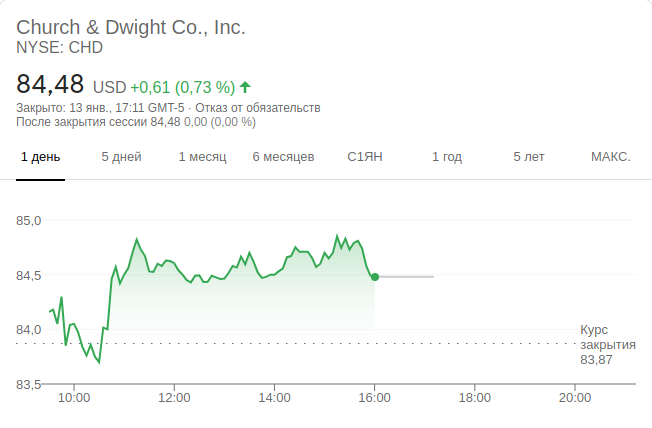 Church & Dwight Co., Inc.
NYSE: CHD
84,48 USD +0,61 (0,73 %)
Закрыто: 13 янв., 17:11 GMT-5 · Отказ от обязательств
После закрытия сессии 84,48 0,00 (0,00 %)
1 день 5 дней 1 месяц 6 месяцев С1ЯН 1 год 5 лет МАКС.
85,0
84,5
84,0
Курс
закрытия
83,87
83,5
10:00 12:00 14:00 16:00 18:00 20:00